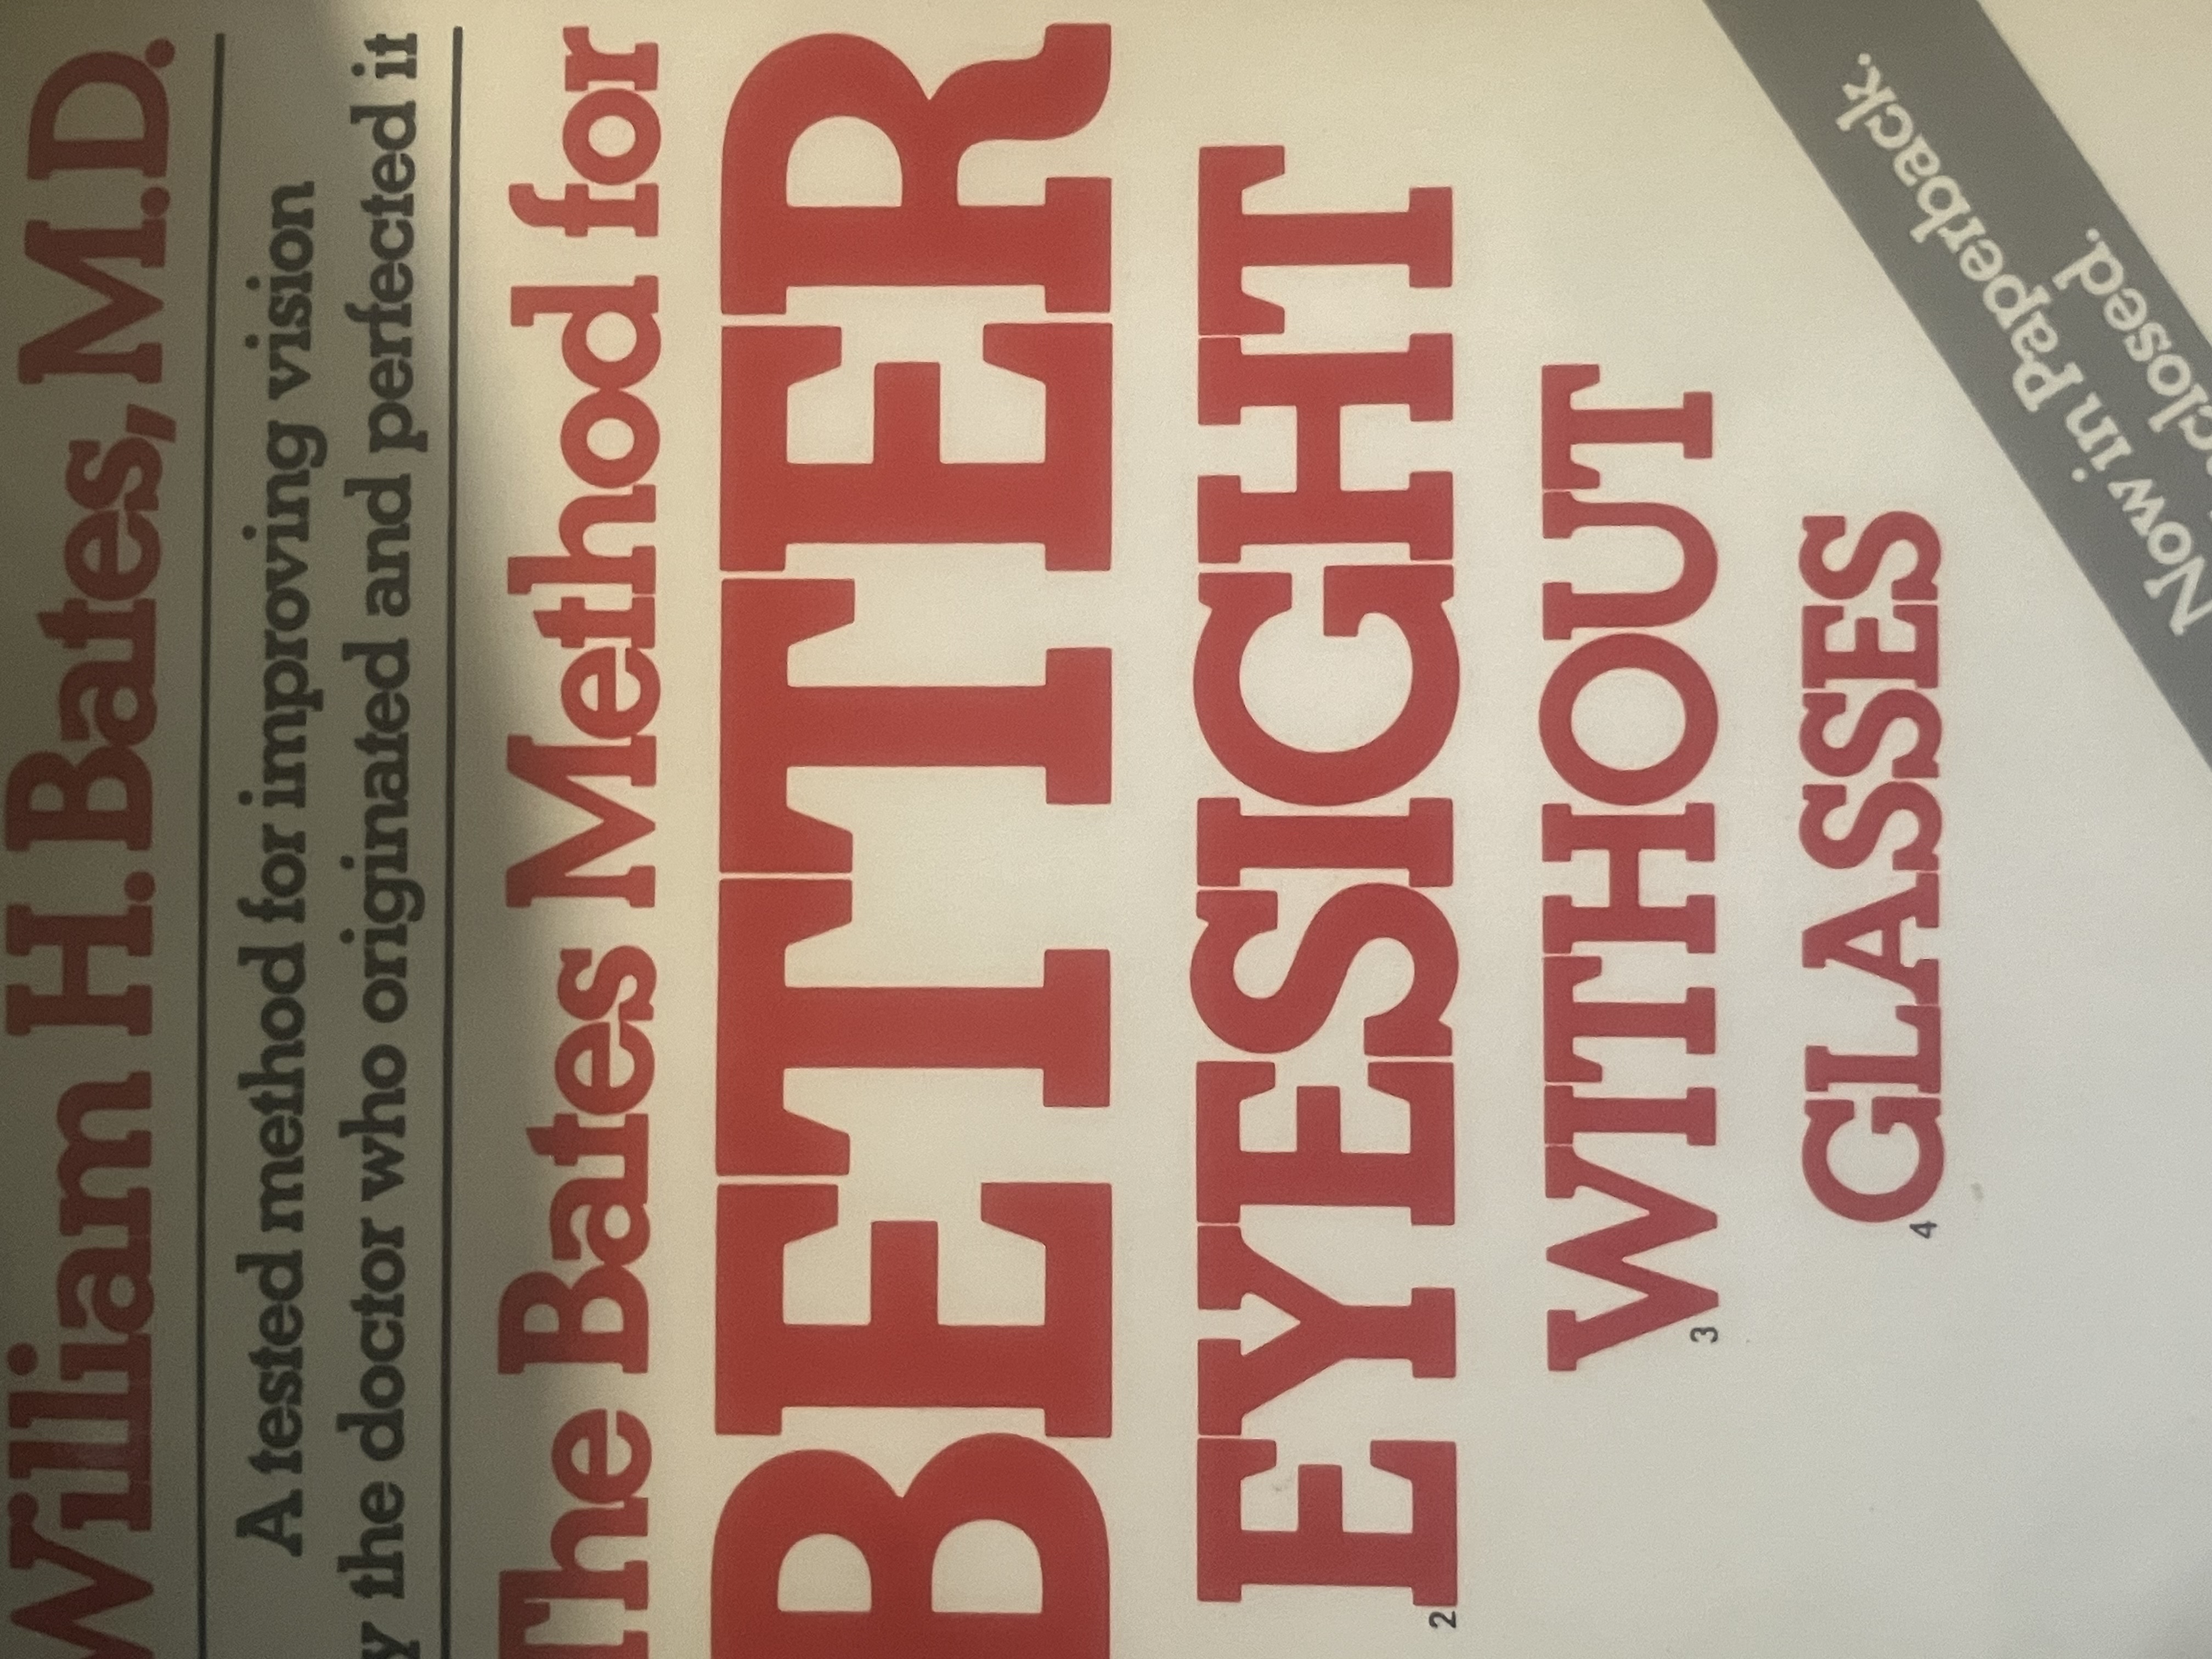 William H. Bates, M.D.
A tested method for improving vision
y the doctor who originated and perfected it
The Bates Method for
BETTER
2 EYESIGHT
3 WITHOUT
4 GLASSES
Now in Paperback.
closed.